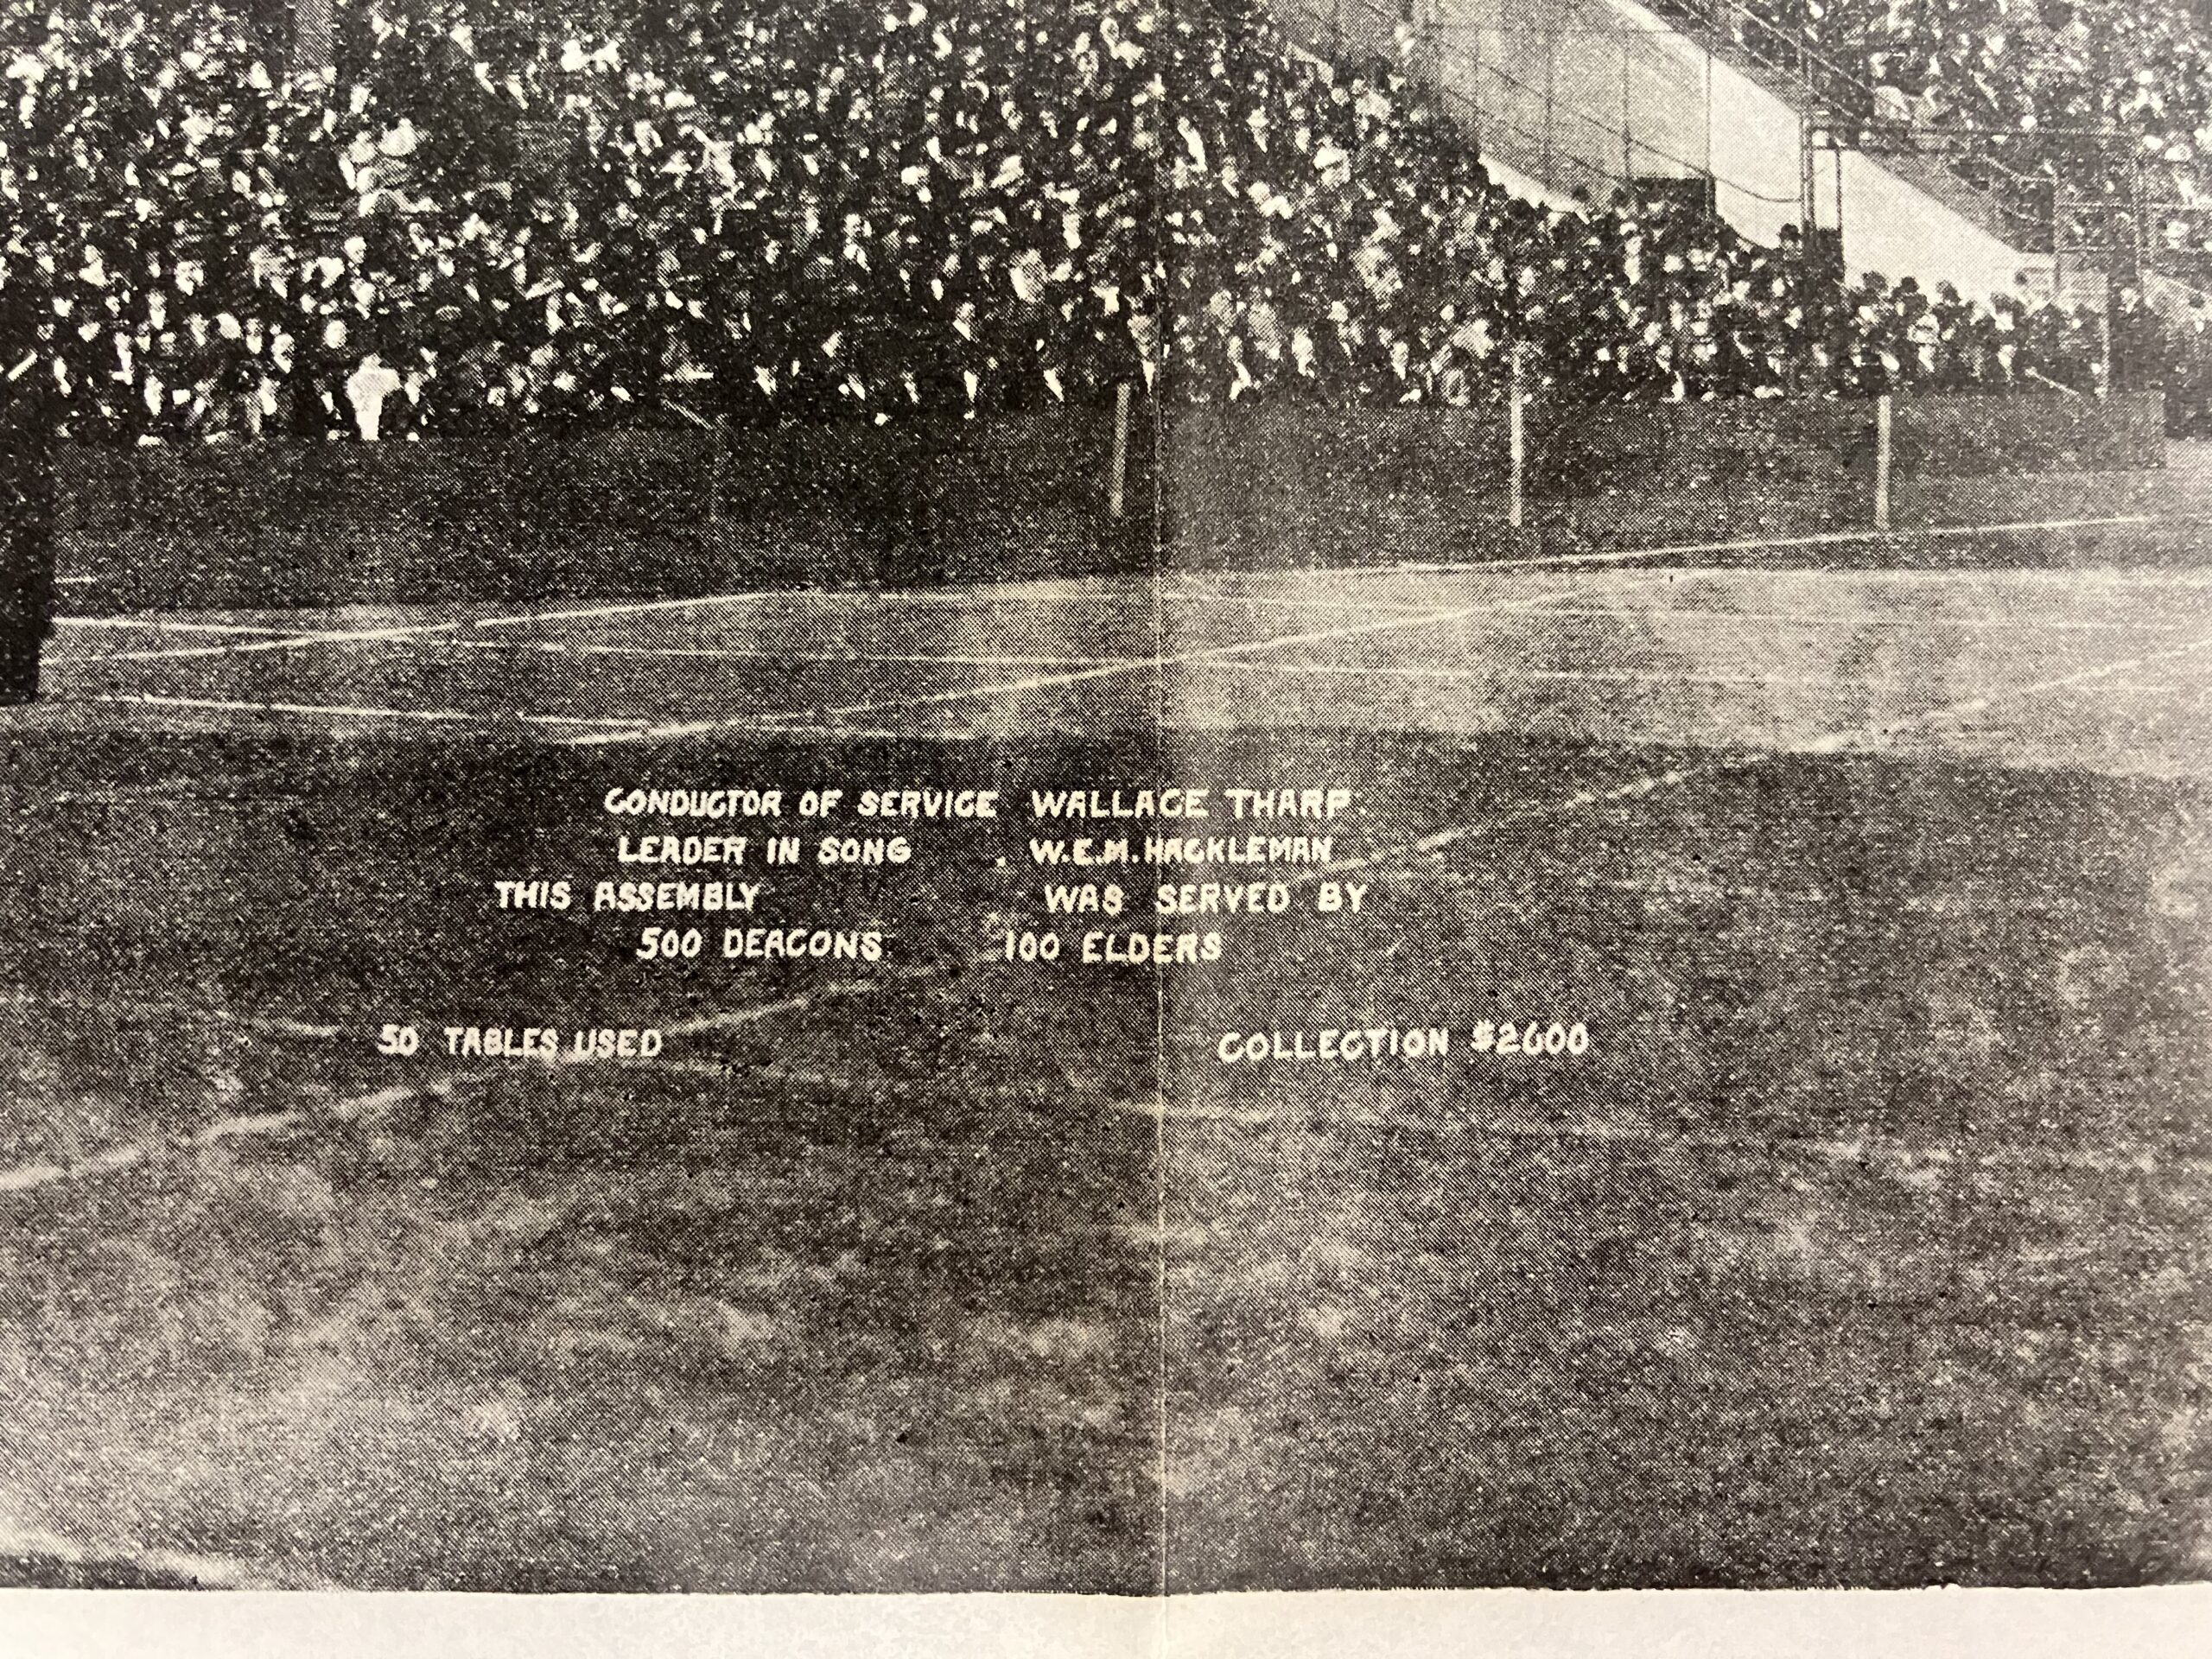 CONDUCTOR OF SERVICE WALLACE THARP.
LEADER IN SONG W.E.M. HACKLEMAN
THIS ASSEMBLY WAS SERVED BY
500 DEACONS 100 ELDERS
50 TABLES USED COLLECTION $2600